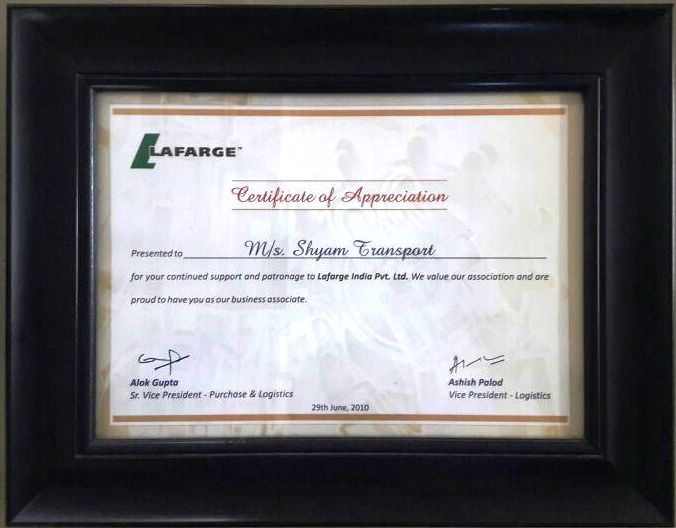 LAFARGE™
Certificate of Appreciation
Presented to M/s. Shyam Transport
for your continued support and patronage to Lafarge India Pvt. Ltd. We value our association and are
proud to have you as our business associate.
Alok Gupta
Sr. Vice President - Purchase & Logistics
Ashish Palod
Vice President - Logistics
29th June, 2010